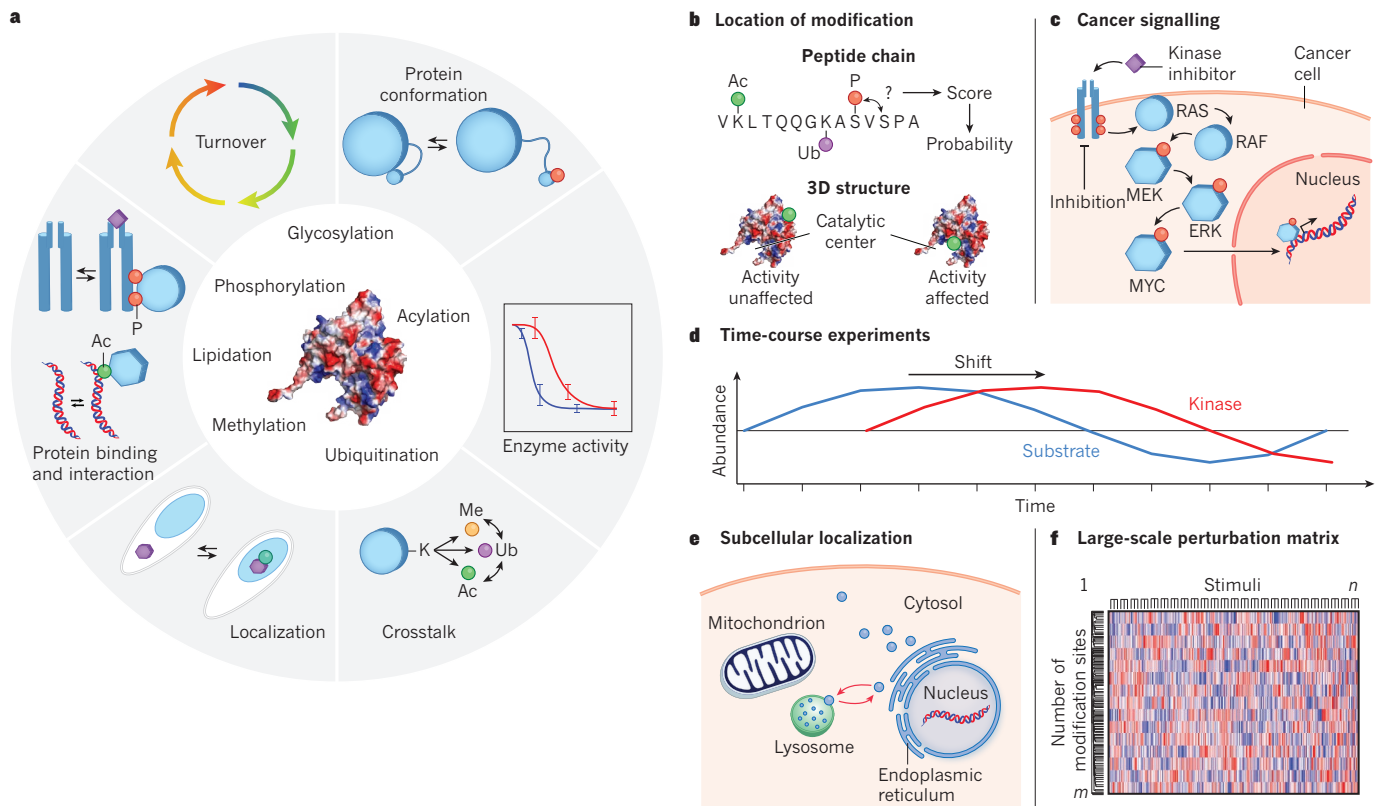 a
Turnover
Protein
conformation
Glycosylation
Phosphorylation
Acylation
Lipidation
Methylation
Ubiquitination
P
Ac
Protein binding
and interaction
Enzyme activity
Localization
K
Me
Ub
Ac
Crosstalk
b Location of modification
Peptide chain
Ac
P
?
Score
VKLTQQGKASVSPA
Ub
Probability
3D structure
Catalytic
center
Activity
unaffected
Activity
affected
c Cancer signalling
Kinase
inhibitor
Cancer
cell
RAS
RAF
MEK
Inhibition
ERK
MYC
Nucleus
d Time-course experiments
Shift
Abundance
Kinase
Substrate
Time
e Subcellular localization
Cytosol
Mitochondrion
Nucleus
Lysosome
Endoplasmic
reticulum
f Large-scale perturbation matrix
1 Stimuli n
Number of
modification sites
m